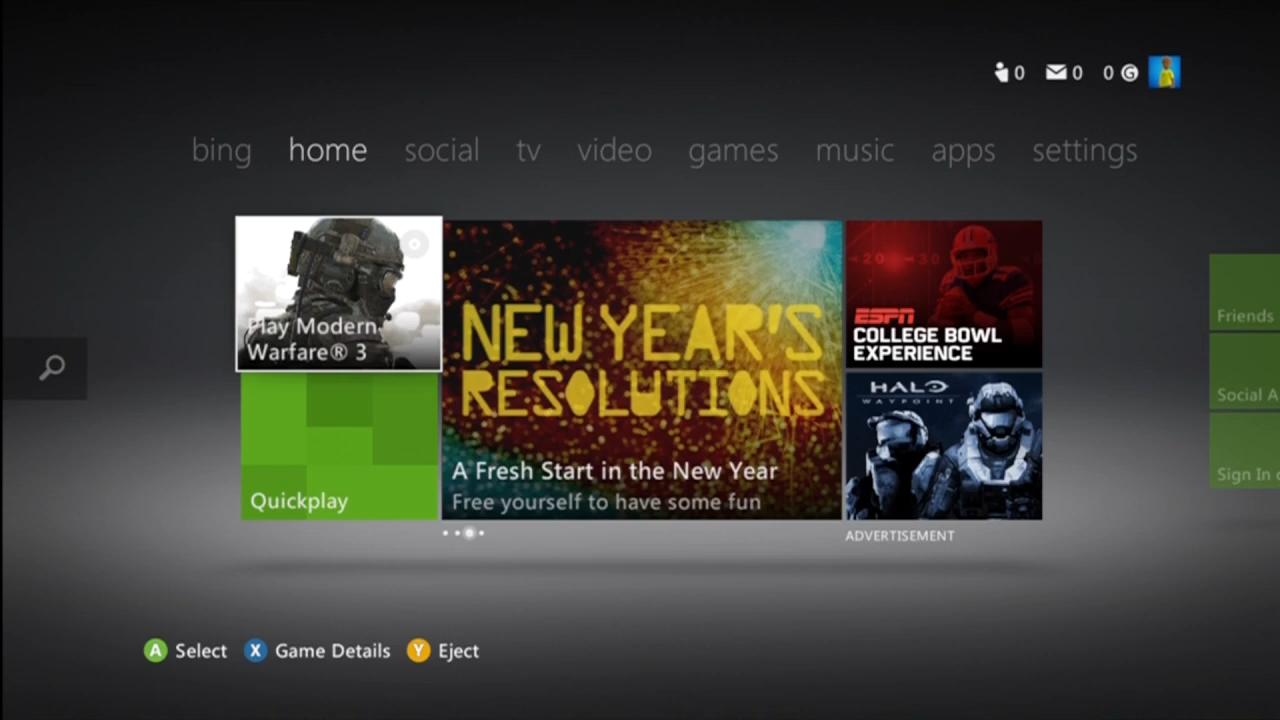 0 0 0 G
bing home social tv video games music apps settings
Play Modern
Warfare® 3
Quickplay
NEW YEAR'S
RESOLUTIONS
A Fresh Start in the New Year
Free yourself to have some fun
-20 -30
ESPN
COLLEGE BOWL
EXPERIENCE
HALO
WAYPOINT
ADVERTISEMENT
Friends
Social A
Sign In
A Select X Game Details Y Eject